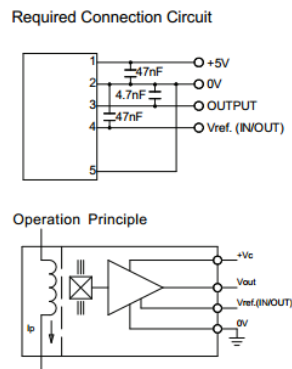 Required Connection Circuit
1
+5V
47nF
2
0V
4.7nF
3
OUTPUT
47nF
4
Vref. (IN/OUT)
5
Operation Principle
+Vc
Vout
Vref.(IN/OUT)
Ip
0V